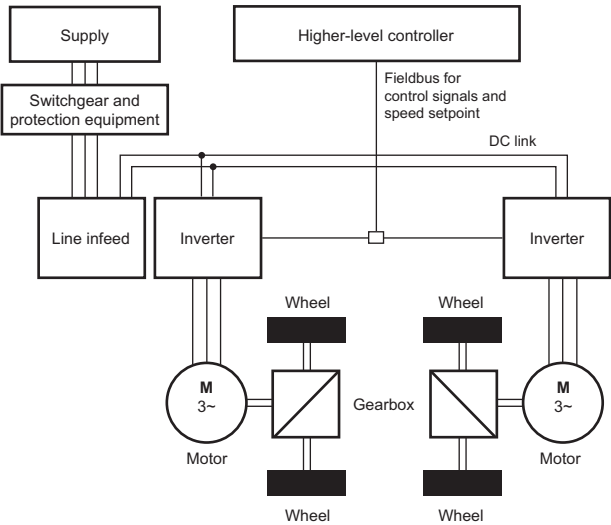 Supply
Higher-level controller
Switchgear and
protection equipment
Fieldbus for
control signals and
speed setpoint
DC link
Line infeed
Inverter
Inverter
Wheel
Wheel
M
3~
Gearbox
M
3~
Motor
Motor
Wheel
Wheel